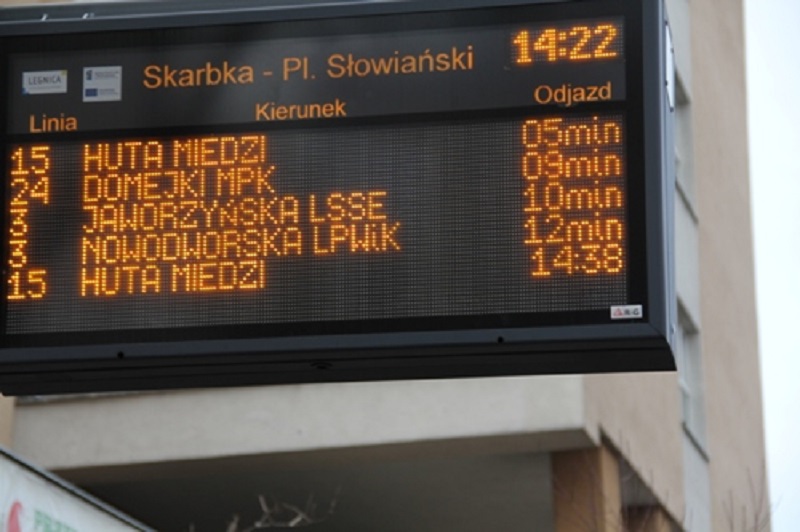 LEGNICA
Skarbka - Pl. Słowiański 14:22
Linia Kierunek Odjazd
15 HUTA MIEDZI 05min
24 DOMEJKI MPK 09min
3 JAWORZYŃSKA LSSE 10min
3 NOWODWORSKA LPWiK 12min
15 HUTA MIEDZI 14:38